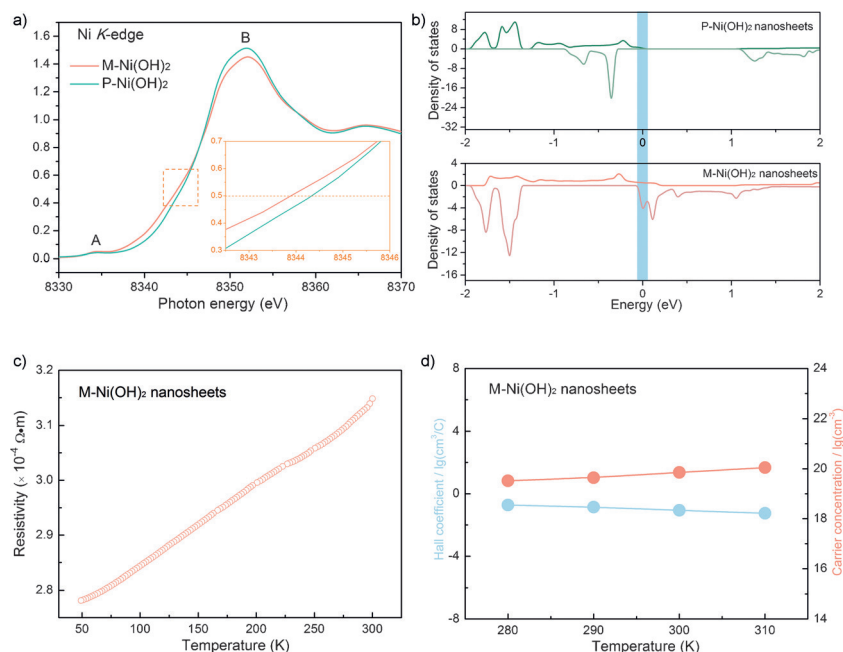 a)
Ni K-edge
M-Ni(OH)2
P-Ni(OH)2
A
B
1.6
1.4
1.2
1.0
0.8
0.6
0.4
0.2
0.0
8330 8340 8350 8360 8370
Photon energy (eV)
0.7
0.6
0.5
0.4
0.3
8343 8344 8345 8346
b)
P-Ni(OH)2 nanosheets
Density of states
12
0
-8
-16
-24
-32
-2 -1 0 1 2
M-Ni(OH)2 nanosheets
Density of states
4
0
-4
-8
-12
-16
-2 -1 0 1 2
Energy (eV)
c)
M-Ni(OH)2 nanosheets
Resistivity (× 10-4 Ω•m)
3.2
3.1
3.0
2.9
2.8
50 100 150 200 250 300
Temperature (K)
d)
M-Ni(OH)2 nanosheets
Hall coefficient / lg(cm3/C)
8
4
0
-4
-8
280 290 300 310
Temperature (K)
24
22
20
18
16
14
Carrier concentration / lg(cm-3)